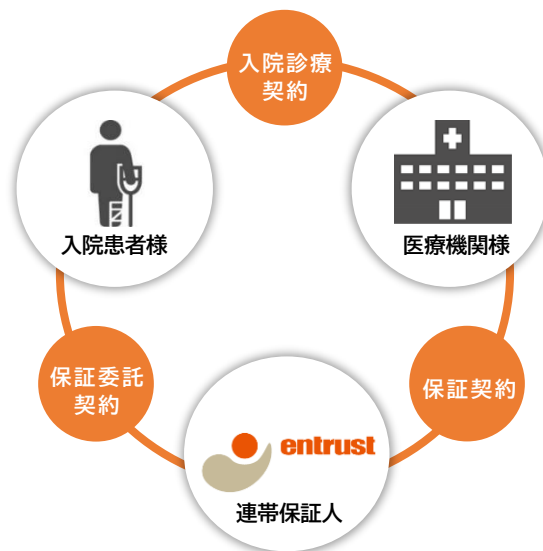 入院診療
契約
入院患者様
医療機関様
保証委託
契約
保証契約
entrust
連帯保証人